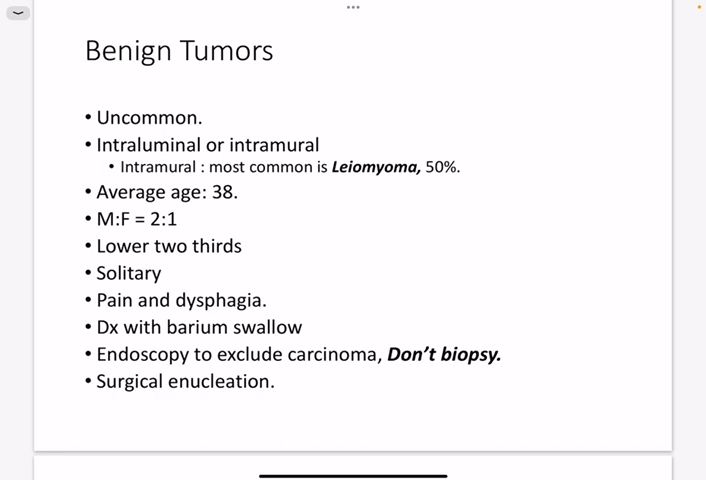 Benign Tumors
• Uncommon.
• Intraluminal or intramural
• Intramural : most common is Leiomyoma, 50%.
• Average age: 38.
• M:F = 2:1
• Lower two thirds
• Solitary
• Pain and dysphagia.
• Dx with barium swallow
• Endoscopy to exclude carcinoma, Don’t biopsy.
• Surgical enucleation.